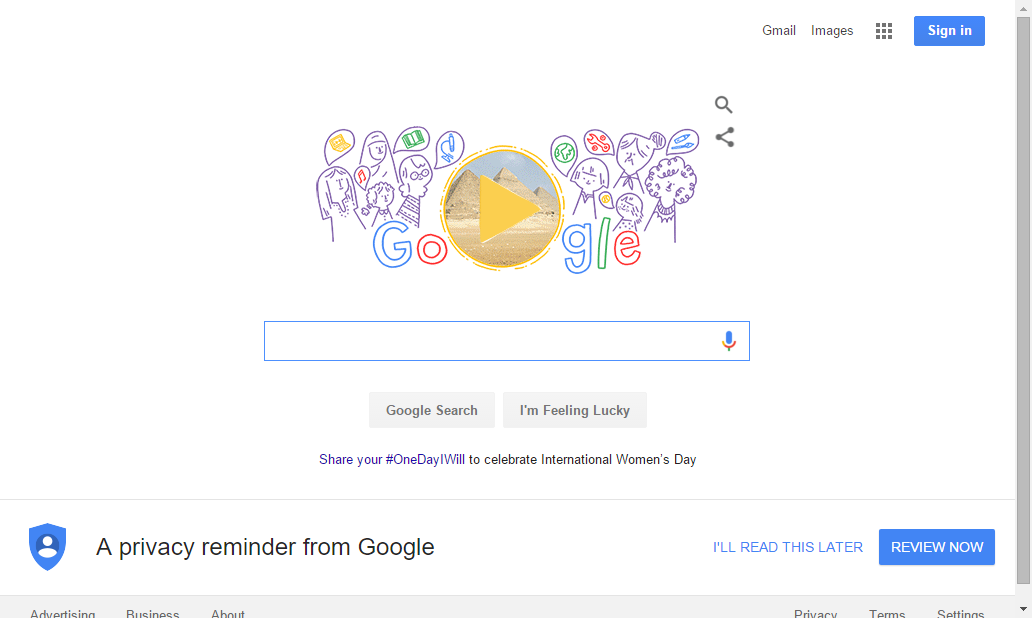 Gmail Images Sign in
Google
Google Search I'm Feeling Lucky
Share your #OneDayIWill to celebrate International Women's Day
A privacy reminder from Google I'LL READ THIS LATER REVIEW NOW
Advertising Business About Privacy Terms Settings